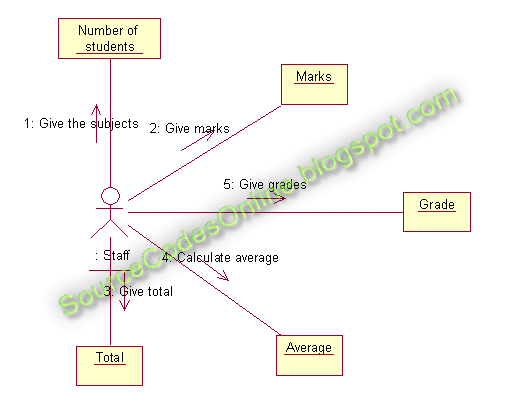 Number of
students
Marks
1: Give the subjects
2: Give marks
5: Give grades
Grade
: Staff
4: Calculate average
3: Give total
Total
Average
SourceCodesOnline.blogspot.com